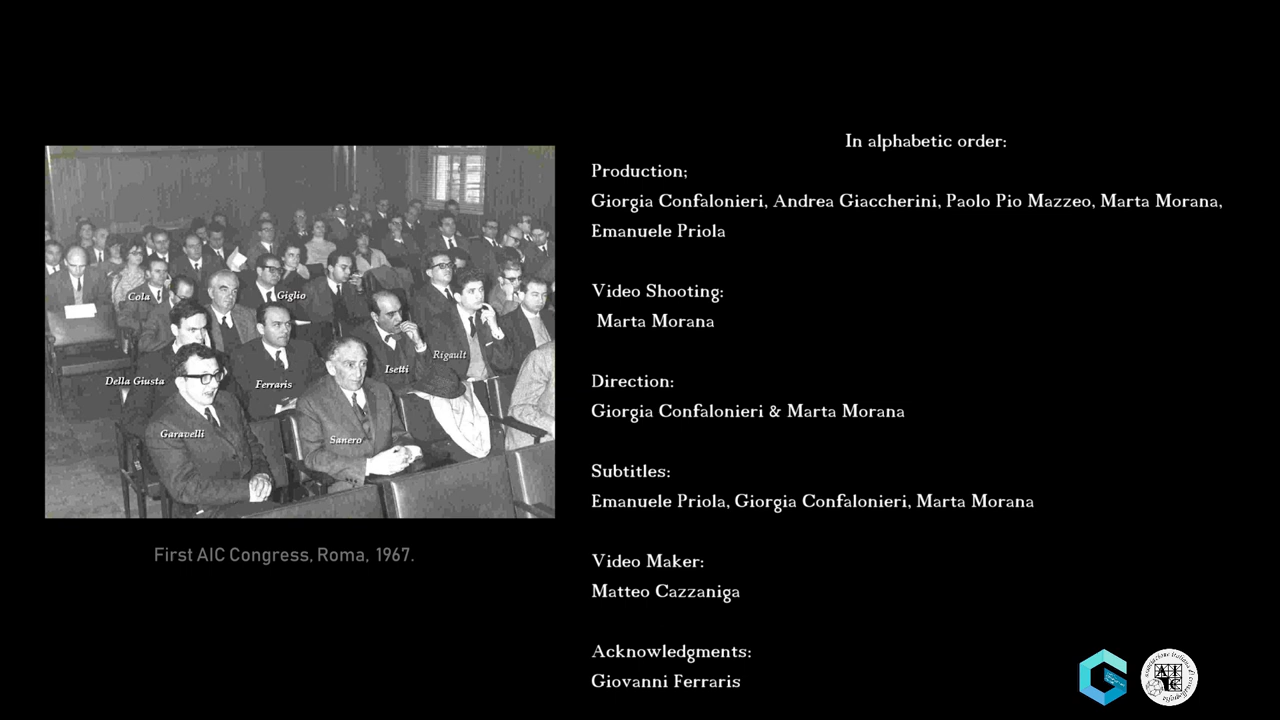 In alphabetic order:
Production;
Giorgia Confalonieri, Andrea Giaccherini, Paolo Pio Mazzeo, Marta Morana,
Emanuele Priola
Video Shooting:
Marta Morana
Direction:
Giorgia Confalonieri & Marta Morana
Subtitles:
Emanuele Priola, Giorgia Confalonieri, Marta Morana
Video Maker:
Matteo Cazzaniga
Acknowledgments:
Giovanni Ferraris
Cola
Giglio
Rigault
Isetti
Della Giusta
Ferraris
Garavelli
Sanero
First AIC Congress, Roma, 1967.